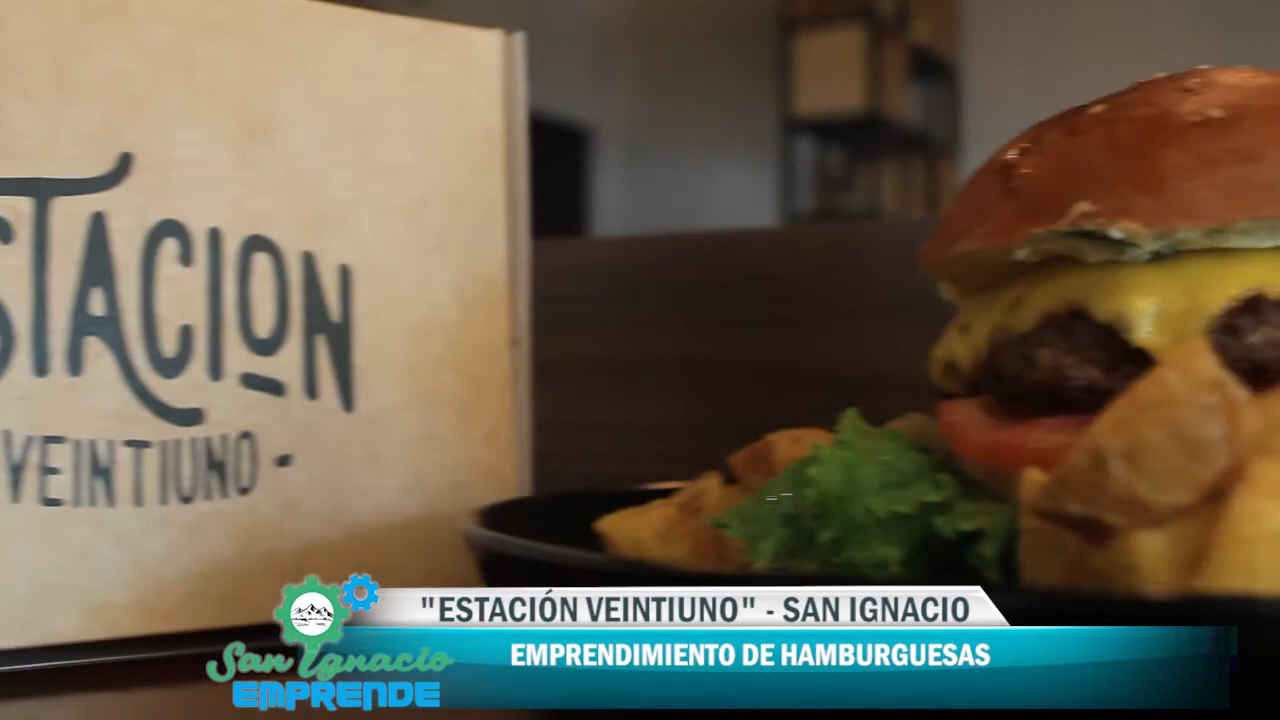 STACION
VEINTIUNO -
"ESTACIÓN VEINTIUNO" - SAN IGNACIO
EMPRENDIMIENTO DE HAMBURGUESAS
San Ignacio
EMPRENDE